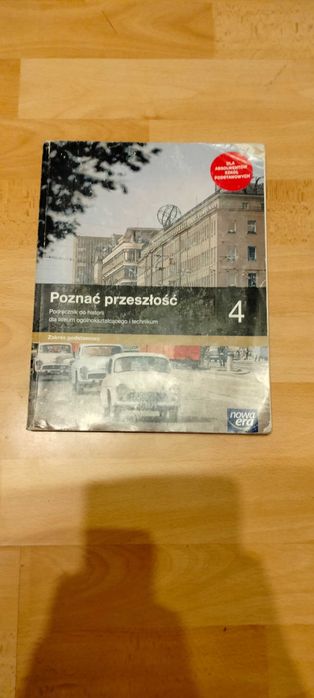 DLA
ABSOLWENTÓW
SZKÓŁ
PODSTAWOWYCH
Poznać przeszłość
4
Podręcznik do historii
dla liceum ogólnokształcącego i technikum
Zakres podstawowy
nowa
era